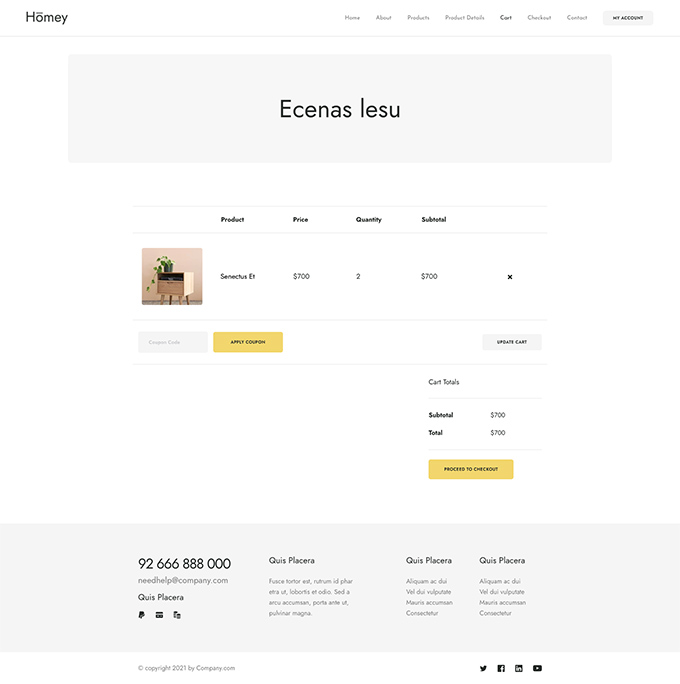 Hōmey
Home About Products Product Details Cart Checkout Contact MY ACCOUNT
Ecenas lesu
Product Price Quantity Subtotal
Senectus Et $700 2 $700
Coupon Code APPLY COUPON UPDATE CART
Cart Totals
Subtotal $700
Total $700
PROCEED TO CHECKOUT
92 666 888 000
needhelp@company.com
Quis Placera
Quis Placera
Fusce tortor est, rutrum id phar
etra ut, lobortis et odio. Sed a
arcu accumsan, porta ante ut,
pulvinar magna.
Quis Placera
Aliquam ac dui
Vel dui vulputate
Mauris accumsan
Consectetur
Quis Placera
Aliquam ac dui
Vel dui vulputate
Mauris accumsan
Consectetur
© copyright 2021 by Company.com